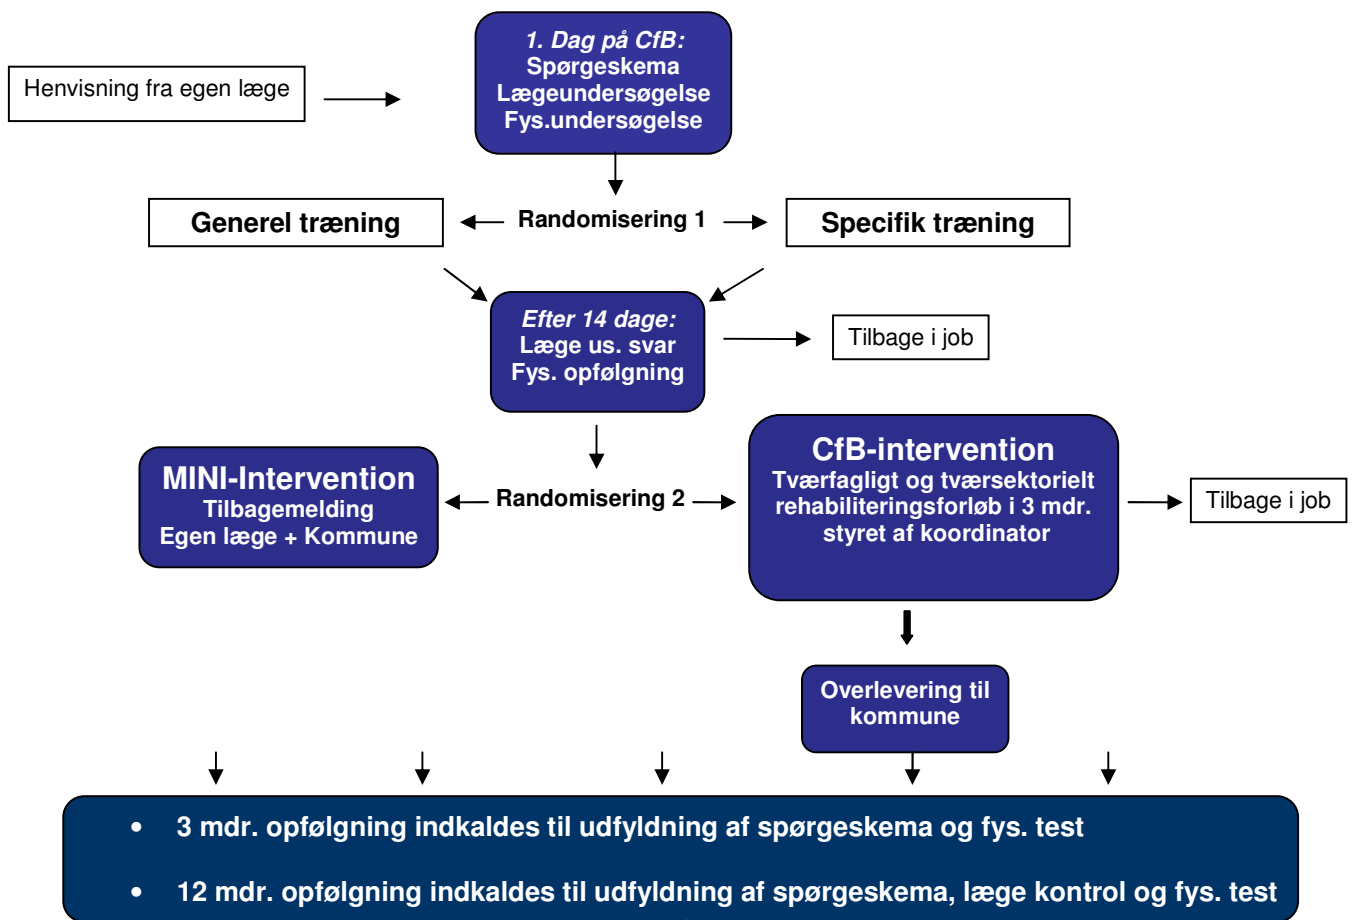 1. Dag på CfB:
Spørgeskema
Lægeundersøgelse
Fys.undersøgelse
Henvisning fra egen læge
Generel træning
Randomisering 1
Specifik træning
Efter 14 dage:
Læge us. svar
Fys. opfølgning
Tilbage i job
MINI-Intervention
Tilbagemelding
Egen læge + Kommune
Randomisering 2
CfB-intervention
Tværfagligt og tværsektorielt
rehabiliteringsforløb i 3 mdr.
styret af koordinator
Tilbage i job
Overlevering til
kommune
• 3 mdr. opfølgning indkaldes til udfyldning af spørgeskema og fys. test
• 12 mdr. opfølgning indkaldes til udfyldning af spørgeskema, læge kontrol og fys. test